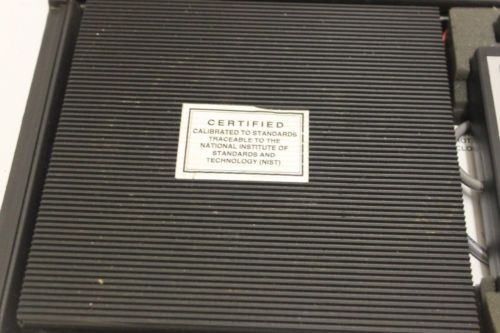 CERTIFIED
CALIBRATED TO STANDARDS
TRACEABLE TO THE
NATIONAL INSTITUTE OF
STANDARDS AND
TECHNOLOGY (NIST)